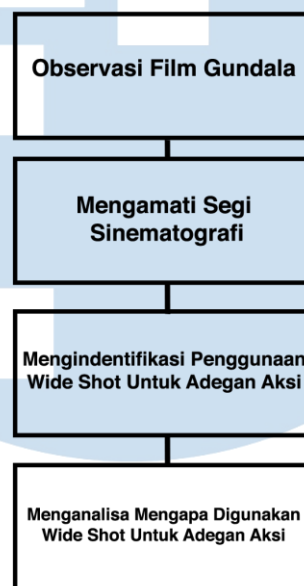 Observasi Film Gundala
Mengamati Segi
Sinematografi
Mengindentifikasi Penggunaan
Wide Shot Untuk Adegan Aksi
Menganalisa Mengapa Digunakan
Wide Shot Untuk Adegan Aksi